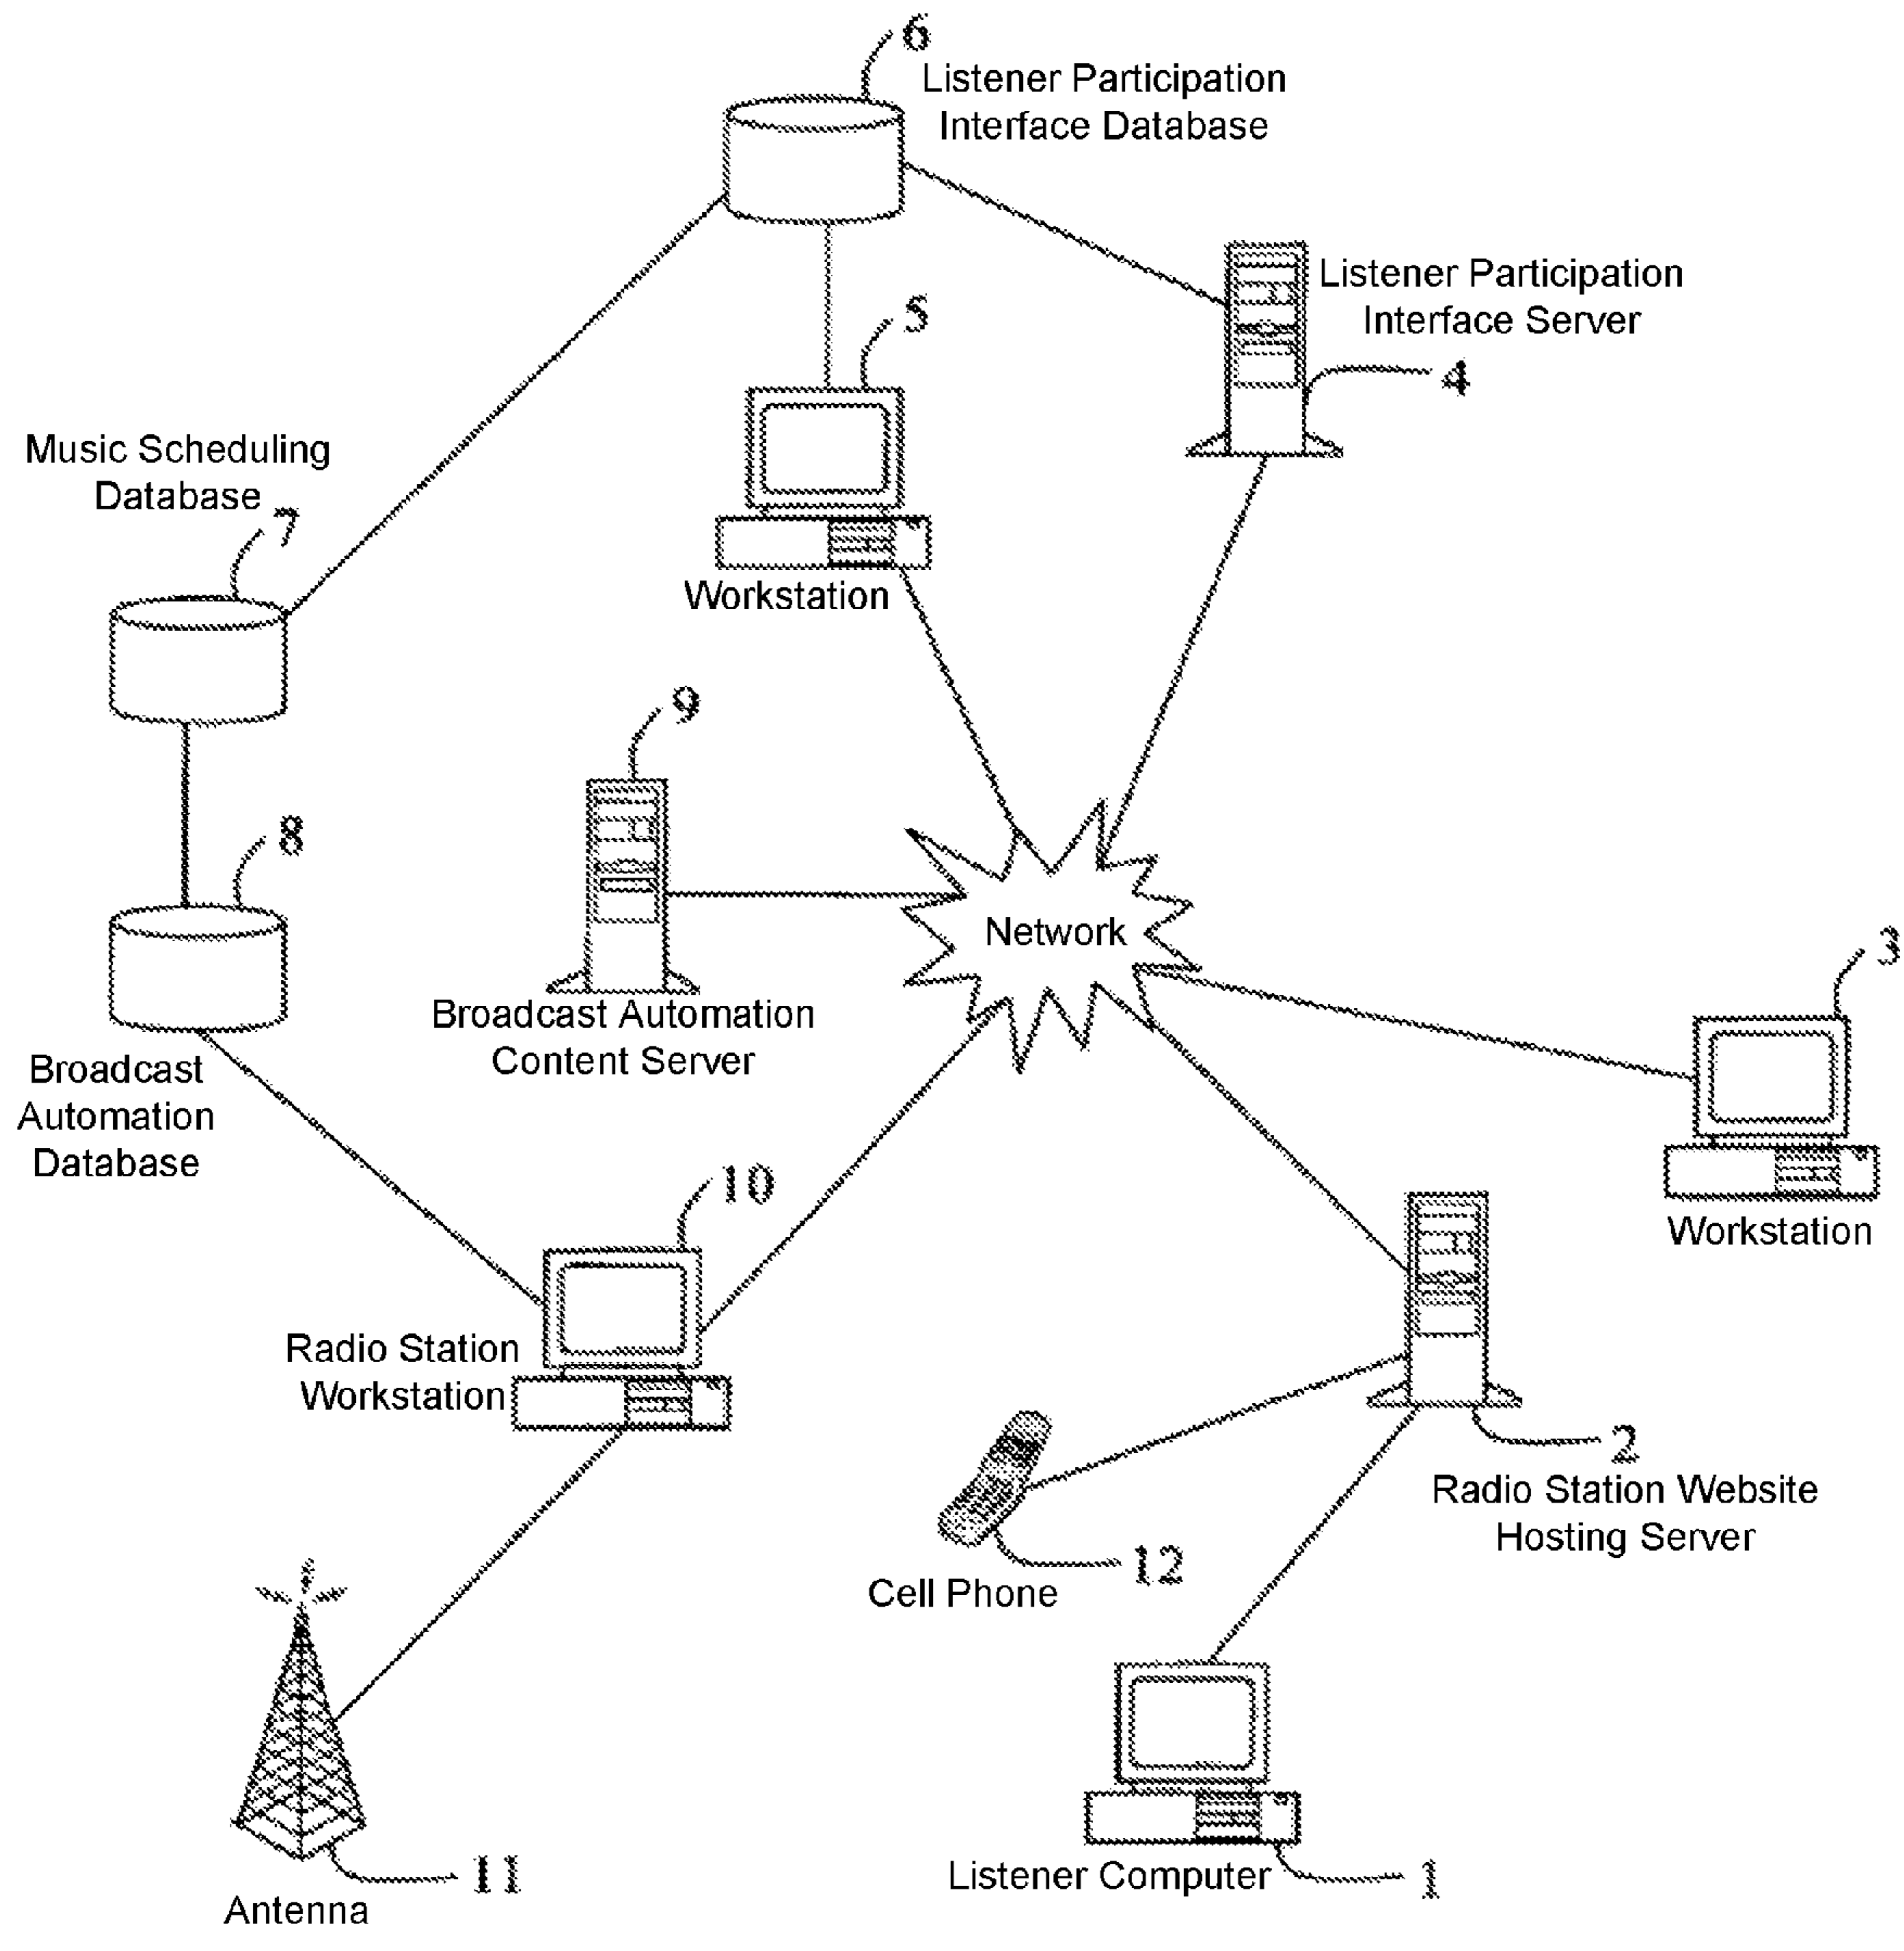 6
Listener Participation
Interface Database
Listener Participation
Interface Server
4
5
Workstation
Music Scheduling
Database
7
9
8
Network
Broadcast Automation
Content Server
3
Workstation
Broadcast
Automation
Database
10
Radio Station
Workstation
2
Radio Station Website
Hosting Server
12
Cell Phone
11
Antenna
Listener Computer
1